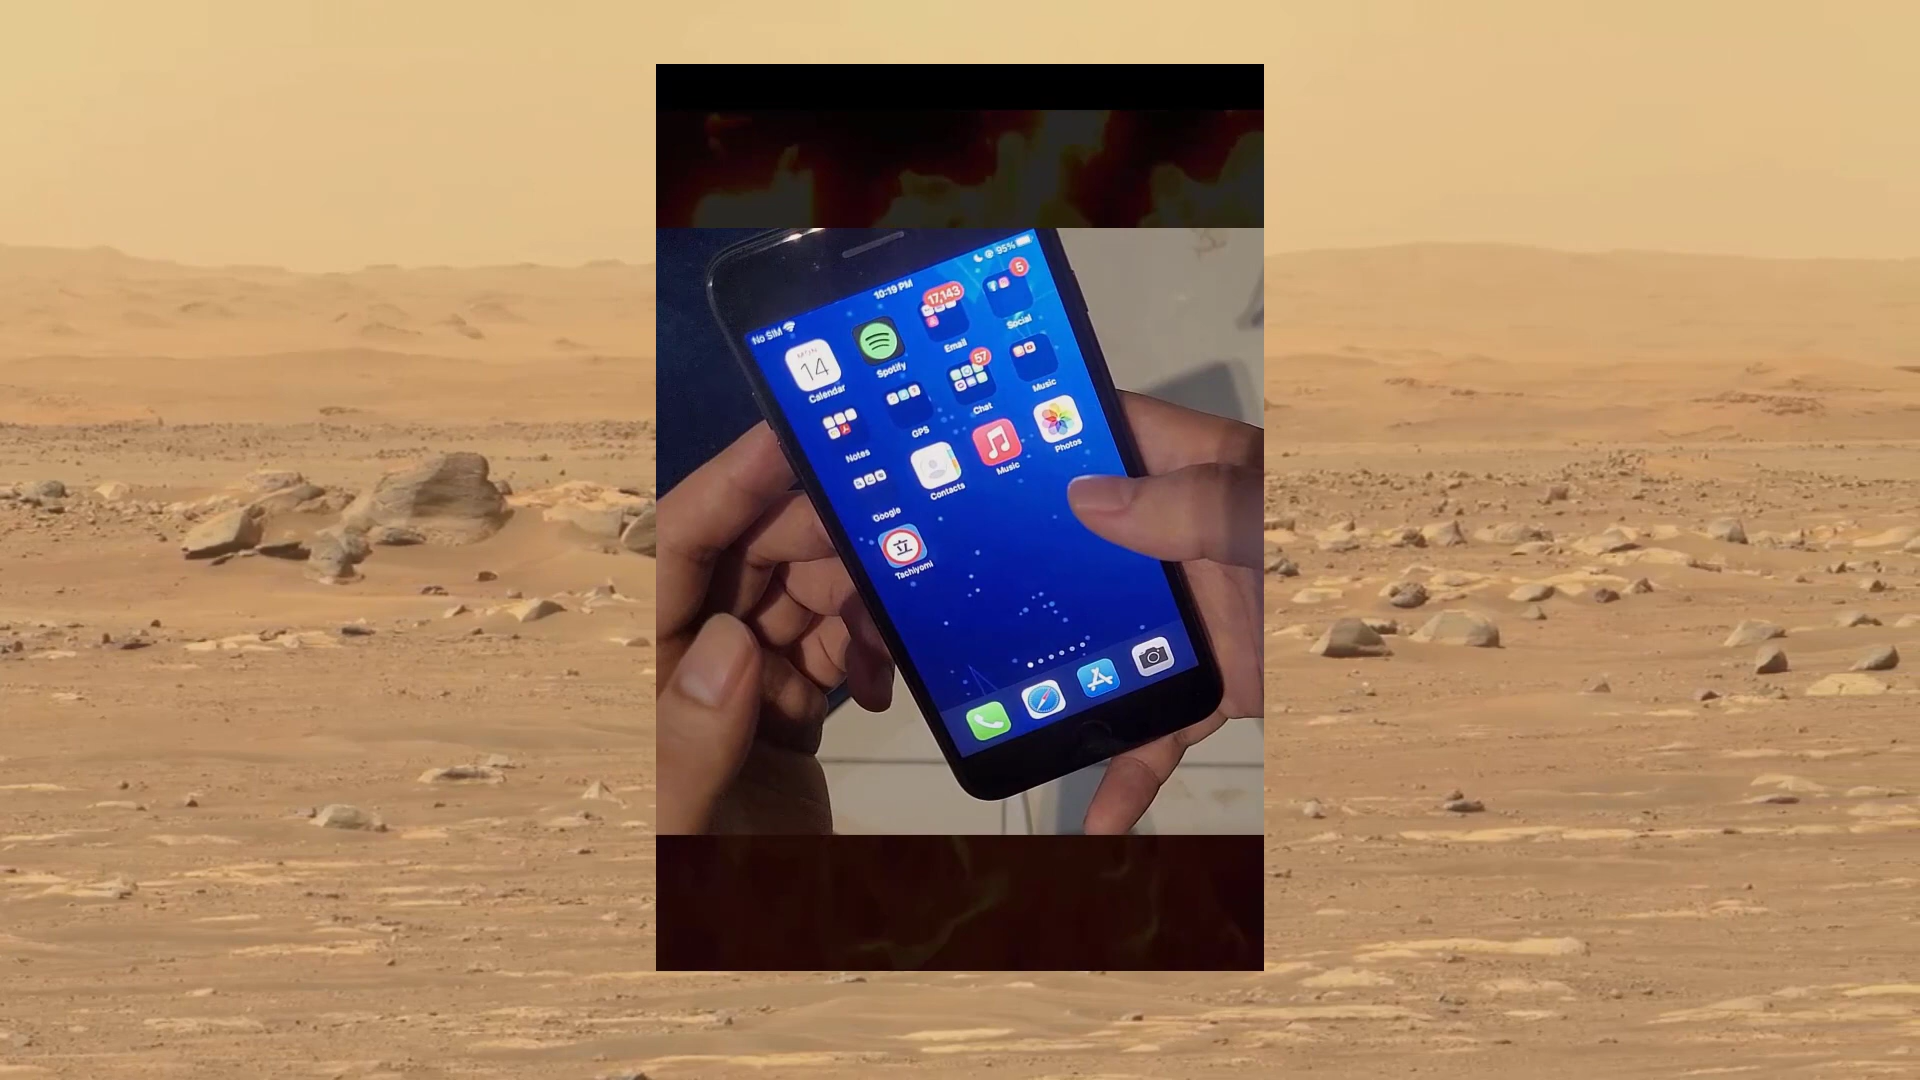 No SIM
10:19 PM
95%
MON
14
Calendar
Spotify
17,143
Email
5
Social
Notes
GPS
57
Chat
Music
Google
Contacts
Music
Photos
立
Tachiyomi